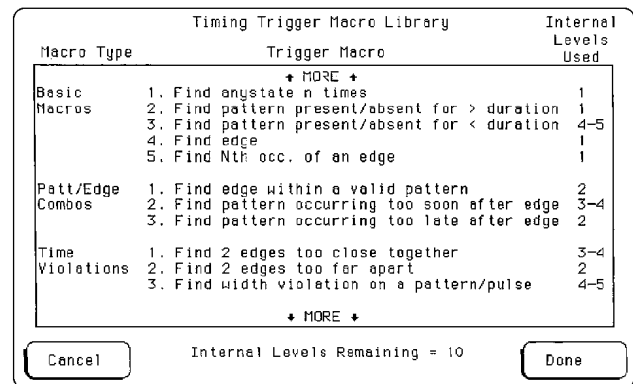 Timing Trigger Macro Library Internal Levels Used
Macro Type Trigger Macro
↓ MORE ↓
Basic Macros
1. Find anystate n times 1
2. Find pattern present/absent for > duration 1
3. Find pattern present/absent for < duration 4-5
4. Find edge 1
5. Find Nth occ. of an edge 1
Patt/Edge Combos
1. Find edge within a valid pattern 2
2. Find pattern occurring too soon after edge 3-4
3. Find pattern occurring too late after edge 2
Time Violations
1. Find 2 edges too close together 3-4
2. Find 2 edges too far apart 2
3. Find width violation on a pattern/pulse 4-5
↓ MORE ↓
Cancel Internal Levels Remaining = 10 Done